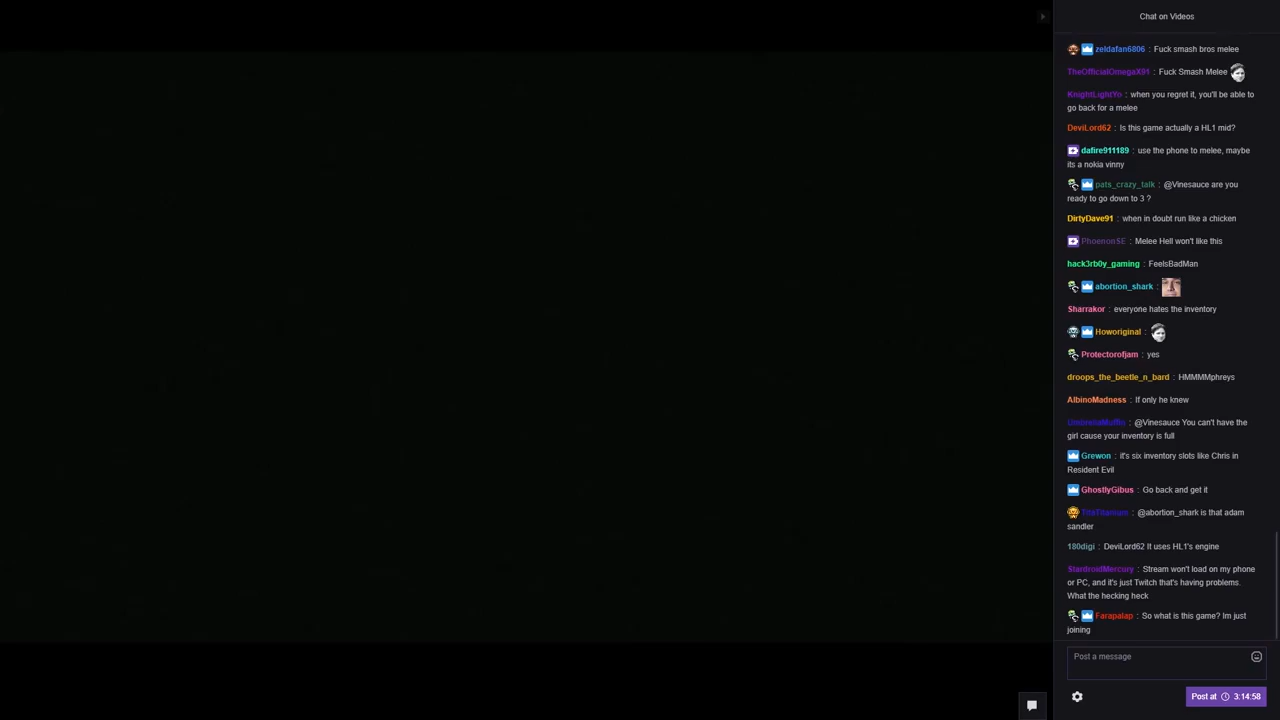 Chat on Videos
zeldafan6806 : Fuck smash bros melee
TheOfficialOmegaX91 : Fuck Smash Melee
KnightLightYo : when you regret it, you'll be able to
go back for a melee
DeviLord62 : Is this game actually a HL1 mid?
dafire911189 : use the phone to melee, maybe
its a nokia vinny
pats_crazy_talk : @Vinesauce are you
ready to go down to 3 ?
DirtyDave91 : when in doubt run like a chicken
PhoenonSE : Melee Hell won't like this
hack3rb0y_gaming : FeelsBadMan
abortion_shark :
Sharrakor : everyone hates the inventory
Howoriginal :
Protectorofjam : yes
droops_the_beetle_n_bard : HMMMMphreys
AlbinoMadness : If only he knew
: @Vinesauce You can't have the
girl cause your inventory is full
Grewon : it's six inventory slots like Chris in
Resident Evil
GhostlyGibus : Go back and get it
: @abortion_shark is that adam
sandler
180digi : DeviLord62 It uses HL1's engine
StardroidMercury : Stream won't load on my phone
or PC, and it's just Twitch that's having problems.
What the hecking heck
Farapalap : So what is this game? Im just
joining
Post a message
Post at 3:14:58